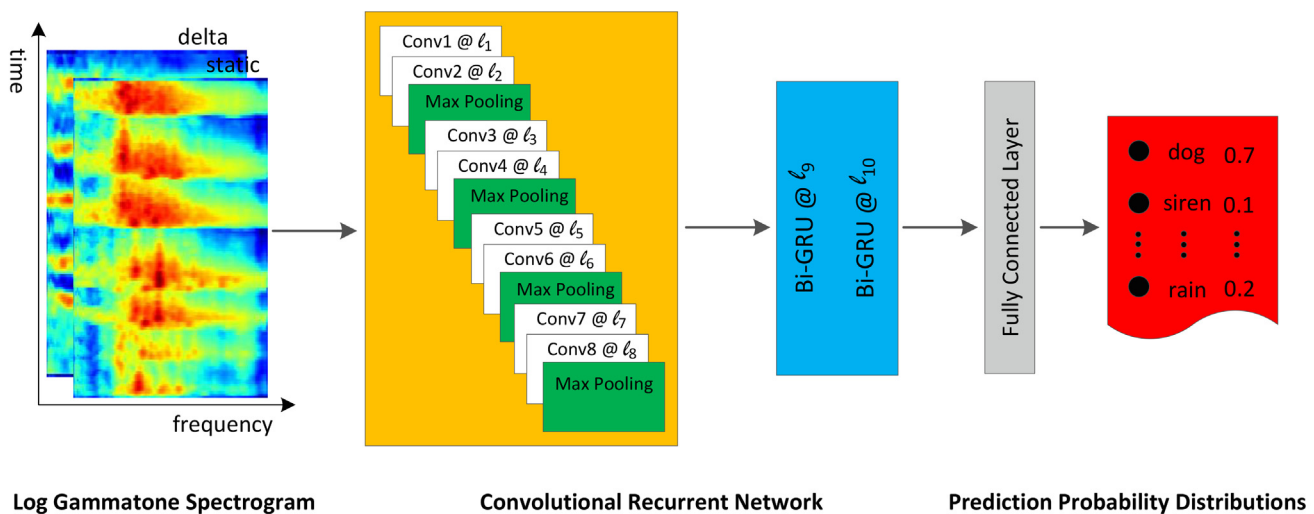 time
delta
static
frequency
Conv1 @ ℓ1
Conv2 @ ℓ2
Max Pooling
Conv3 @ ℓ3
Conv4 @ ℓ4
Max Pooling
Conv5 @ ℓ5
Conv6 @ ℓ6
Max Pooling
Conv7 @ ℓ7
Conv8 @ ℓ8
Max Pooling
Bi-GRU @ ℓ9
Bi-GRU @ ℓ10
Fully Connected Layer
dog 0.7
siren 0.1
rain 0.2
Log Gammatone Spectrogram
Convolutional Recurrent Network
Prediction Probability Distributions